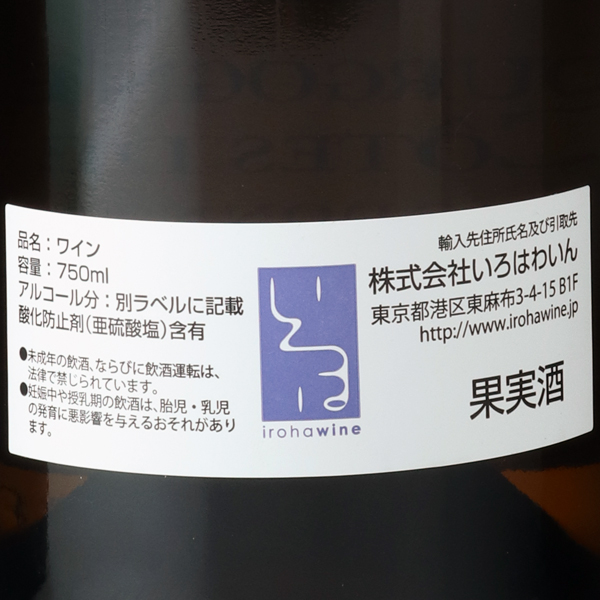 品名：ワイン
容量：750ml
アルコール分：別ラベルに記載
酸化防止剤（亜硫酸塩）含有
●未成年の飲酒、ならびに飲酒運転は、
法律で禁じられています。
●妊娠中や授乳期の飲酒は、胎児・乳児
の発育に悪影響を与えるおそれがあり
ます。
いろは
irohawine
輸入先住所氏名及び引取先
株式会社いろはわいん
東京都港区東麻布3-4-15 B1F
http://www.irohawine.jp
果実酒